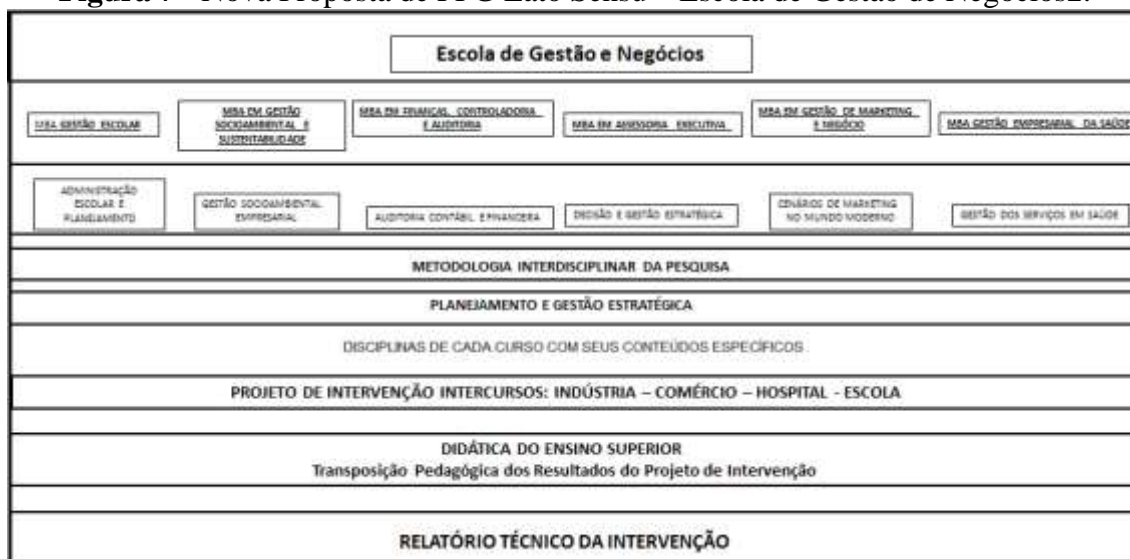 Nova Proposta de PPG Lato Sensu – Escola de Gestão de Negócios2.
Escola de Gestão e Negócios
MBA GESTÃO ESCOLAR
MBA EM GESTÃO
SOCIOAMBIENTAL E
SUSTENTABILIDADE
MBA EM FINANÇAS, CONTROLADORIA
E AUDITORIA
MBA EM ASSESSORIA EXECUTIVA
MBA EM GESTÃO DE MARKETING
E NEGÓCIO
MBA GESTÃO EMPRESARIAL DA SAÚDE
ADMINISTRAÇÃO
ESCOLAR E
PLANEJAMENTO
GESTÃO SOCIOAMBIENTAL
EMPRESARIAL
AUDITORIA CONTÁBIL E FINANCEIRA
DECISÃO E GESTÃO ESTRATÉGICA
CENÁRIOS DE MARKETING
NO MUNDO MODERNO
GESTÃO DOS SERVIÇOS EM SAÚDE
METODOLOGIA INTERDISCIPLINAR DA PESQUISA
PLANEJAMENTO E GESTÃO ESTRATÉGICA
DISCIPLINAS DE CADA CURSO COM SEUS CONTEÚDOS ESPECÍFICOS
PROJETO DE INTERVENÇÃO INTERCURSOS: INDÚSTRIA – COMÉRCIO – HOSPITAL - ESCOLA
DIDÁTICA DO ENSINO SUPERIOR
Transposição Pedagógica dos Resultados do Projeto de Intervenção
RELATÓRIO TÉCNICO DA INTERVENÇÃO